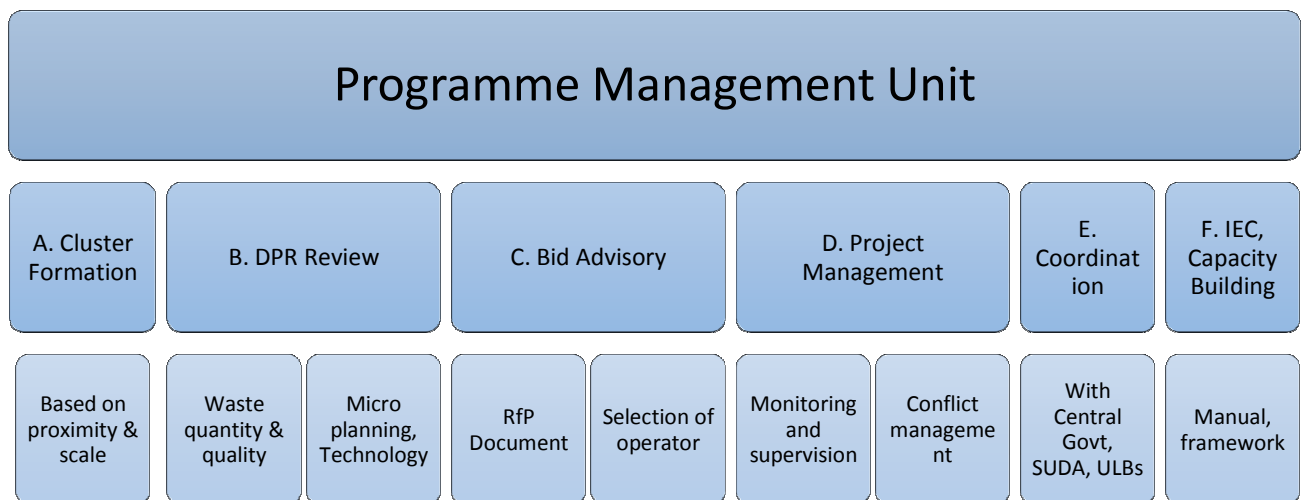 Programme Management Unit
A. Cluster
Formation
B. DPR Review
C. Bid Advisory
D. Project
Management
E.
Coordinat
ion
F. IEC,
Capacity
Building
Based on
proximity &
scale
Waste
quantity &
quality
Micro
planning,
Technology
RfP
Document
Selection of
operator
Monitoring
and
supervision
Conflict
manageme
nt
With
Central
Govt,
SUDA, ULBs
Manual,
framework